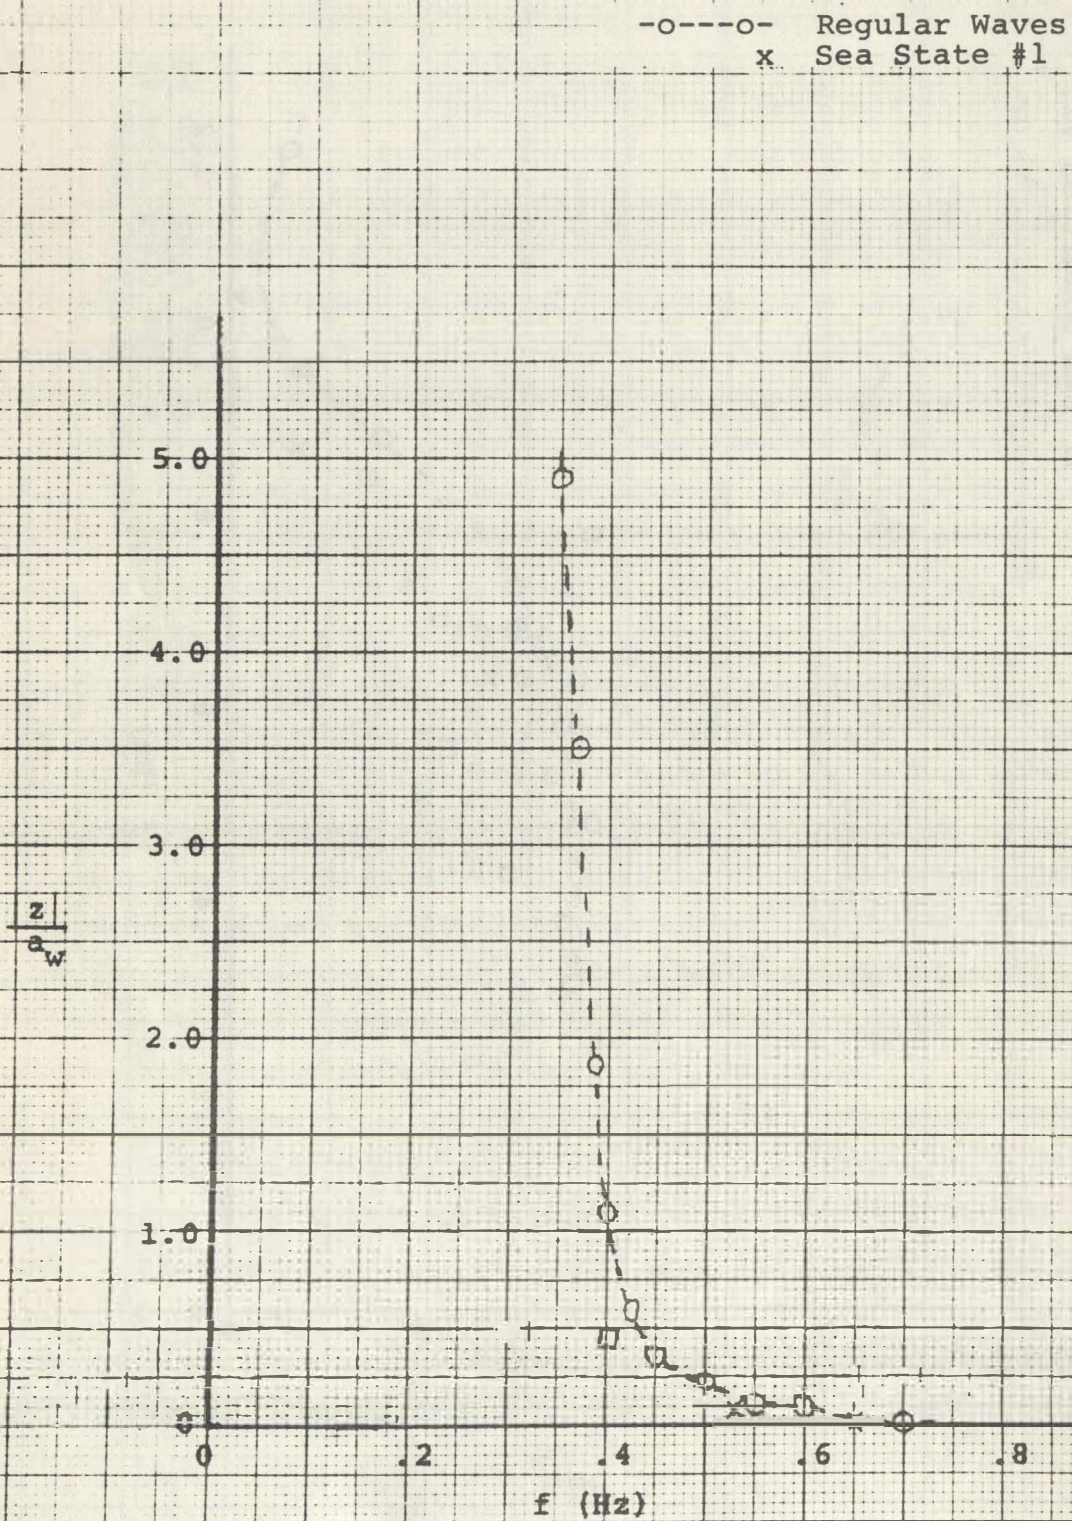 -o---o- Regular Waves
x Sea State #1
5.0
4.0
3.0
z
a_w
2.0
1.0
0
0 .2 .4 .6 .8
f (Hz)